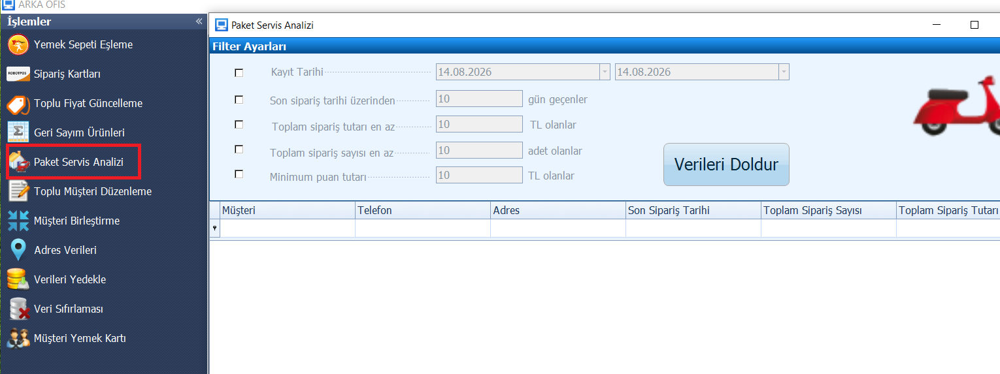 ARKA OFİS
İşlemler «
Yemek Sepeti Eşleme
ROBOTPOS Sipariş Kartları
Toplu Fiyat Güncelleme
Geri Sayım Ürünleri
Paket Servis Analizi
Toplu Müşteri Düzenleme
Müşteri Birleştirme
Adres Verileri
Verileri Yedekle
Veri Sıfırlaması
Müşteri Yemek Kartı
Paket Servis Analizi
Filter Ayarları
Kayıt Tarihi 14.08.2026 14.08.2026
Son sipariş tarihi üzerinden 10 gün geçenler
Toplam sipariş tutarı en az 10 TL olanlar
Toplam sipariş sayısı en az 10 adet olanlar
Minimum puan tutarı 10 TL olanlar
Verileri Doldur
Müşteri Telefon Adres Son Sipariş Tarihi Toplam Sipariş Sayısı Toplam Sipariş Tutarı